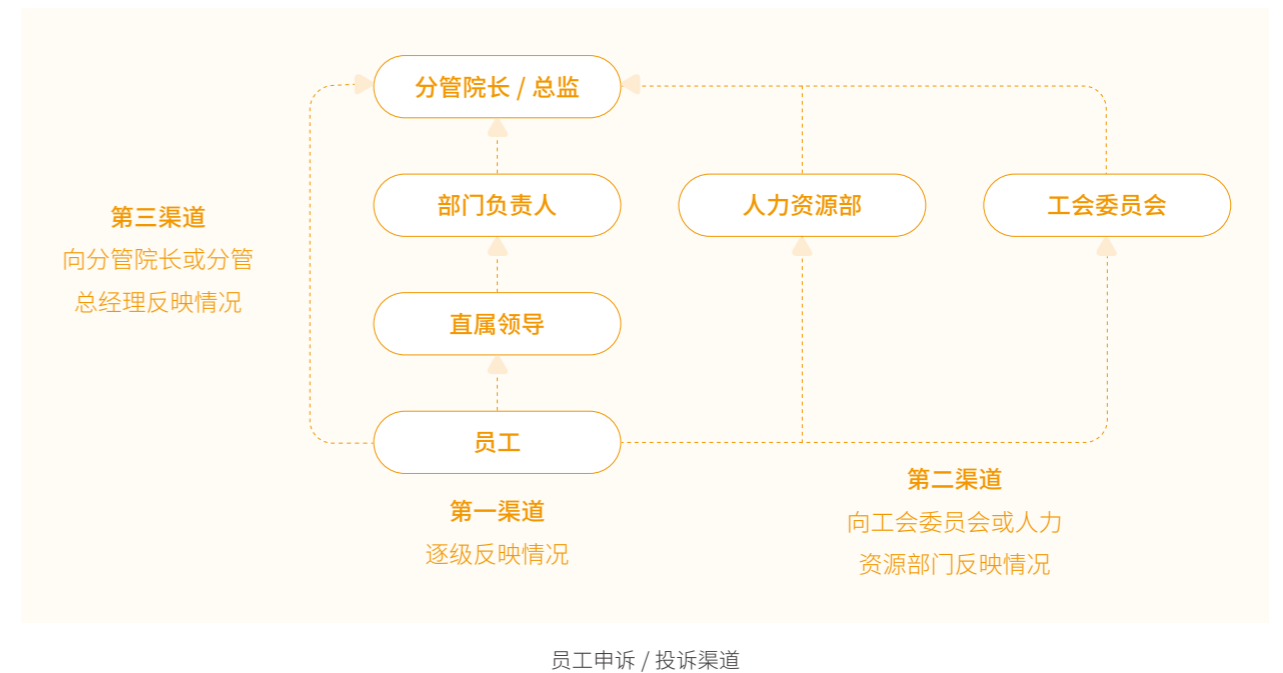 分管院长 / 总监
部门负责人
人力资源部
工会委员会
第三渠道
向分管院长或分管
总经理反映情况
直属领导
员工
第一渠道
逐级反映情况
第二渠道
向工会委员会或人力
资源部门反映情况
员工申诉 / 投诉渠道